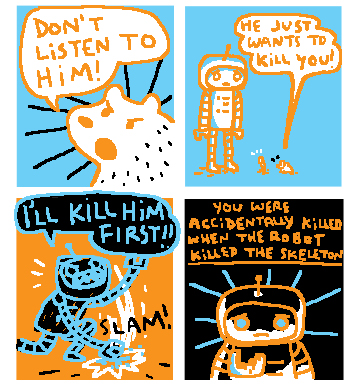 DON'T
LiSTEN TO
HiM!
HE JUST
WANTS TO
KiLL YOU!
I'LL KiLL HiM
FIRST!!
SLAM!
YOU WERE
ACCiDENTALLY KiLLED
WHEN THE ROBOT
KiLLED THE SKELETON